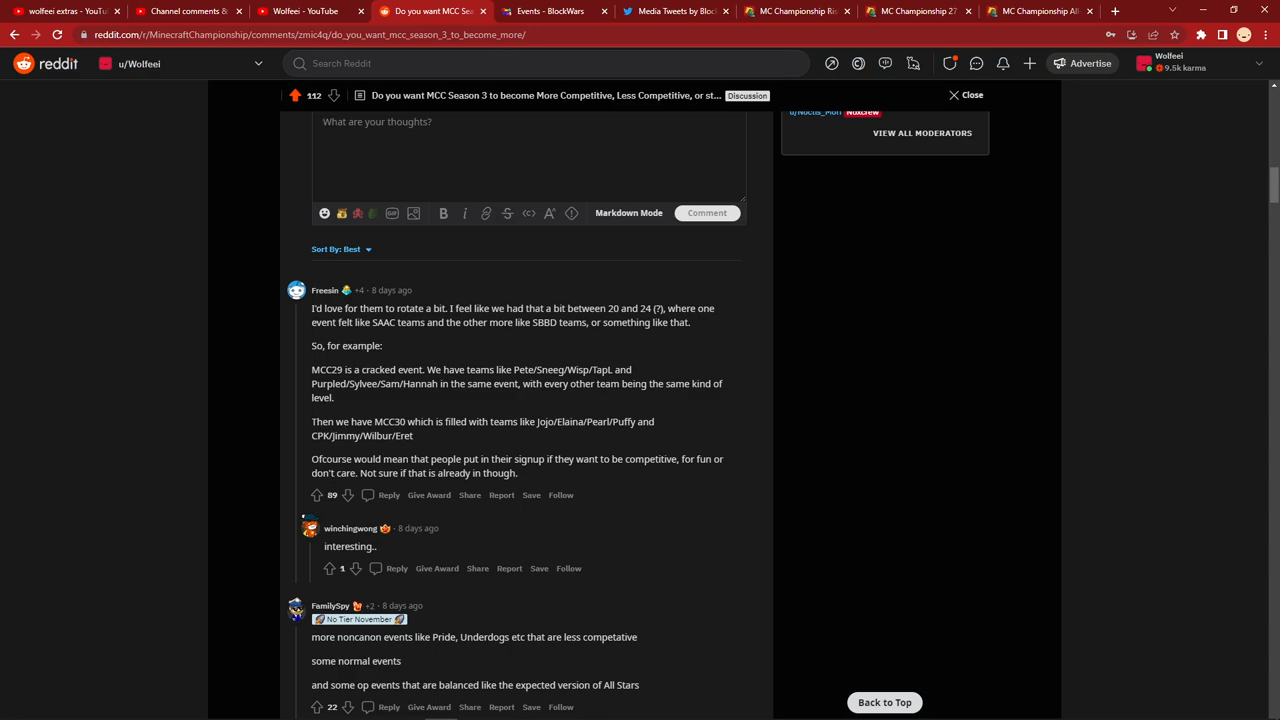 wolfeei extras - YouTu
Channel comments &
Wolfeei - YouTube
Do you want MCC Sea
Events - BlockWars
Media Tweets by Bloc
MC Championship Ris
MC Championship 27
MC Championship All-
reddit.com/r/MinecraftChampionship/comments/zmic4q/do_you_want_mcc_season_3_to_become_more/
reddit
u/Wolfeei
Search Reddit
Advertise
Wolfeei
9.5k karma
112
Do you want MCC Season 3 to become More Competitive, Less Competitive, or st...
Discussion
Close
What are your thoughts?
u/Noctis_Mori
Noxcrew
VIEW ALL MODERATORS
GIF
B
i
Markdown Mode
Comment
Sort By: Best
Freesin
+4 · 8 days ago
I'd love for them to rotate a bit. I feel like we had that a bit between 20 and 24 (?), where one
event felt like SAAC teams and the other more like SBBD teams, or something like that.
So, for example:
MCC29 is a cracked event. We have teams like Pete/Sneeg/Wisp/TapL and
Purpled/Sylvee/Sam/Hannah in the same event, with every other team being the same kind of
level.
Then we have MCC30 which is filled with teams like Jojo/Elaina/Pearl/Puffy and
CPK/Jimmy/Wilbur/Eret
Ofcourse would mean that people put in their signup if they want to be competitive, for fun or
don't care. Not sure if that is already in though.
89
Reply Give Award Share Report Save Follow
winchingwong
· 8 days ago
interesting..
1
Reply Give Award Share Report Save Follow
FamilySpy
+2 · 8 days ago
No Tier November
more noncanon events like Pride, Underdogs etc that are less competative
some normal events
and some op events that are balanced like the expected version of All Stars
22
Reply Give Award Share Report Save Follow
Back to Top